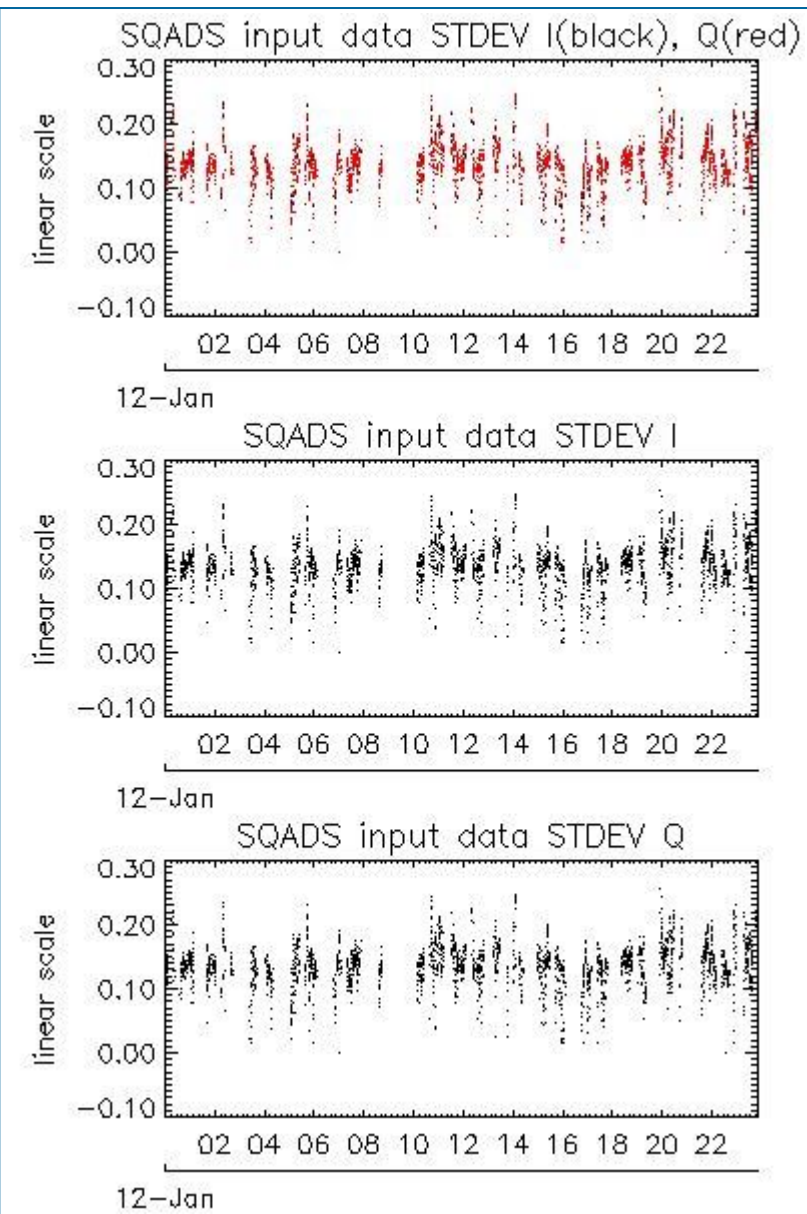 SQADS input data STDEV I(black), Q(red)
0.30
0.20
0.10
0.00
−0.10
linear scale
02 04 06 08 10 12 14 16 18 20 22
12−Jan
SQADS input data STDEV I
0.30
0.20
0.10
0.00
−0.10
linear scale
02 04 06 08 10 12 14 16 18 20 22
12−Jan
SQADS input data STDEV Q
0.30
0.20
0.10
0.00
−0.10
linear scale
02 04 06 08 10 12 14 16 18 20 22
12−Jan